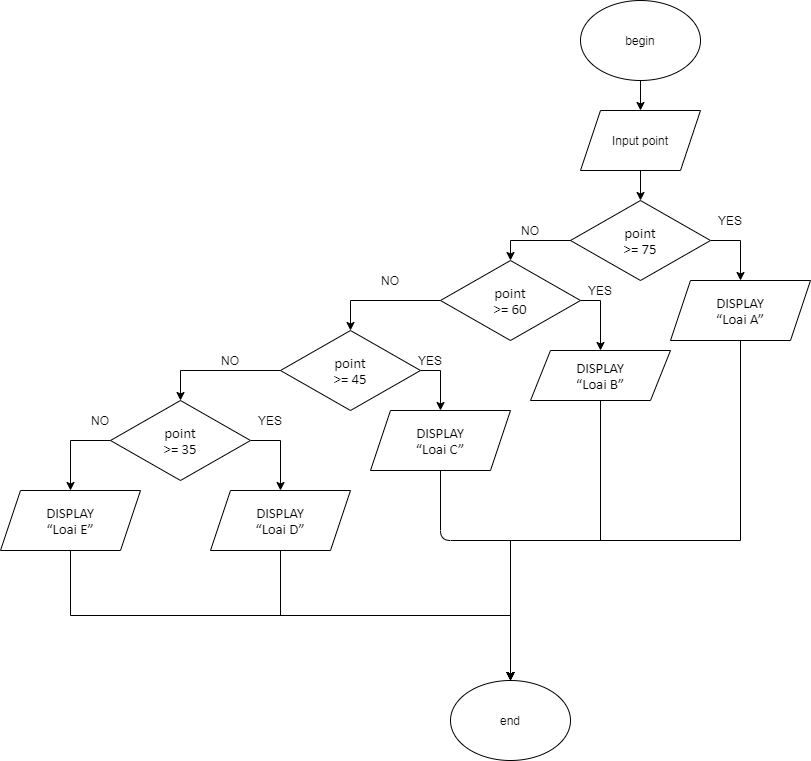 begin
Input point
point
>= 75
YES
NO
DISPLAY
“Loai A”
point
>= 60
YES
NO
DISPLAY
“Loai B”
point
>= 45
YES
NO
DISPLAY
“Loai C”
point
>= 35
NO
YES
DISPLAY
“Loai E”
DISPLAY
“Loai D”
end